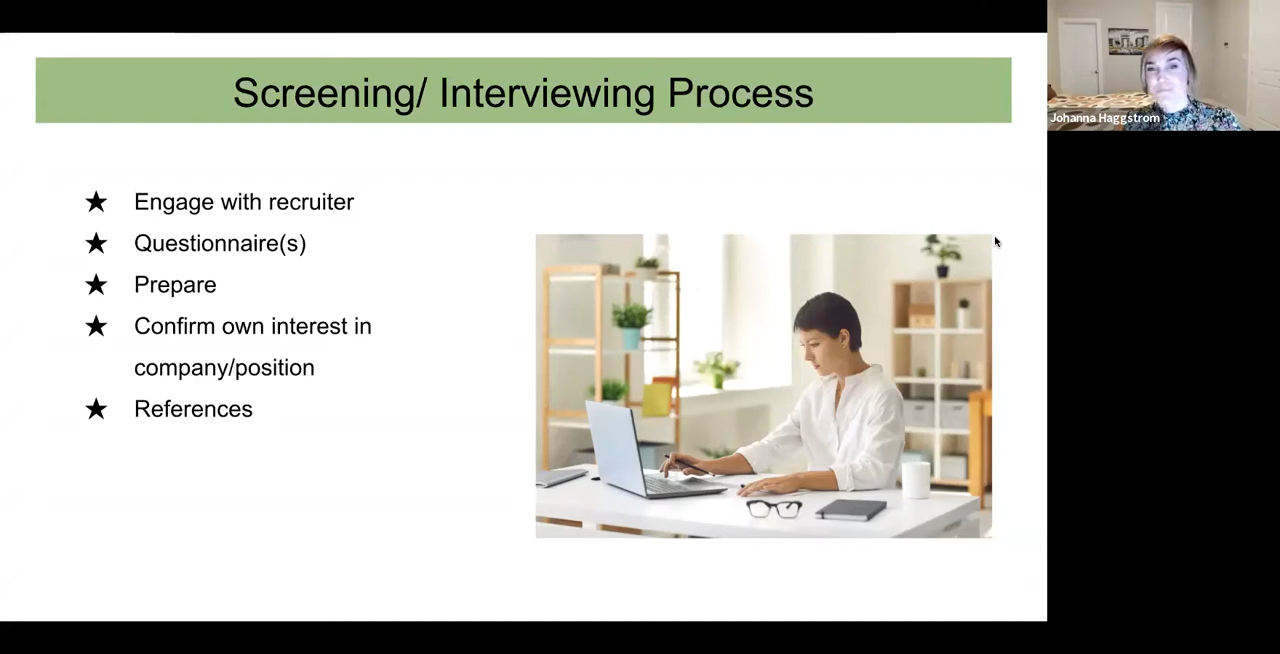 Screening/ Interviewing Process
Johanna Haggstrom
★ Engage with recruiter
★ Questionnaire(s)
★ Prepare
★ Confirm own interest in
company/position
★ References